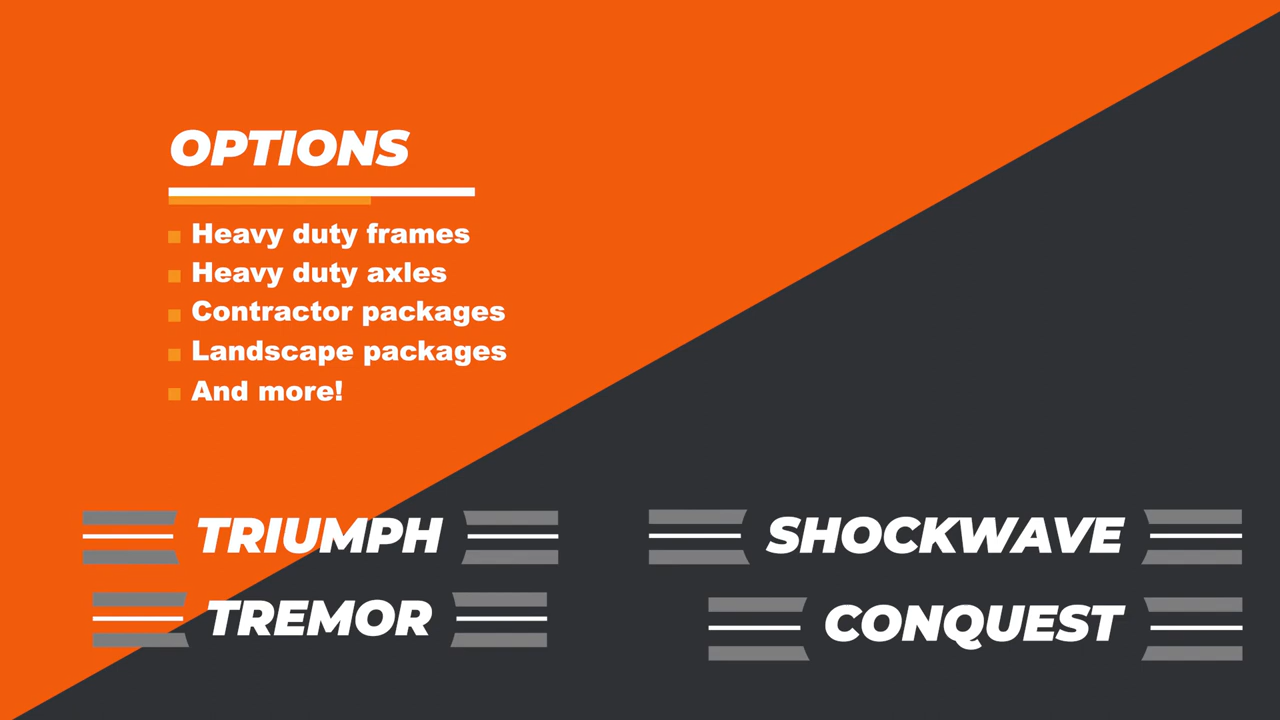 OPTIONS
Heavy duty frames
Heavy duty axles
Contractor packages
Landscape packages
And more!
TRIUMPH
SHOCKWAVE
TREMOR
CONQUEST